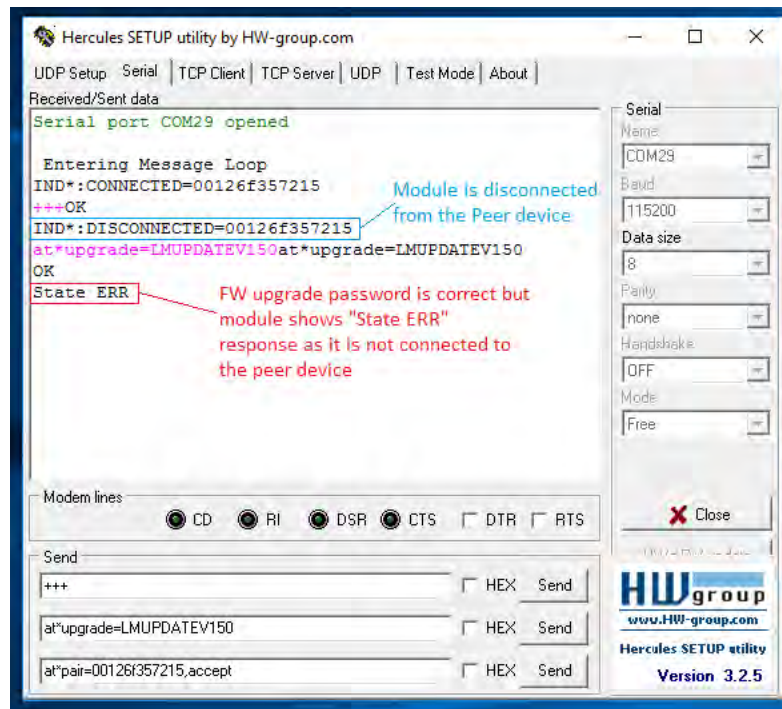 Hercules SETUP utility by HW-group.com
UDP Setup Serial TCP Client TCP Server UDP Test Mode About
Received/Sent data
Serial port COM29 opened
Entering Message Loop
IND*:CONNECTED=00126f357215
+++OK
IND*:DISCONNECTED=00126f357215
at*upgrade=LMUPDATEV150at*upgrade=LMUPDATEV150
OK
State ERR
Module is disconnected
from the Peer device
FW upgrade password is correct but
module shows "State ERR"
response as it is not connected to
the peer device
Serial
Name
COM29
Baud
115200
Data size
8
Parity
none
Handshake
OFF
Mode
Free
Modem lines
CD RI DSR CTS DTR RTS
Close
Send
+++ HEX Send
at*upgrade=LMUPDATEV150 HEX Send
at*pair=00126f357215,accept HEX Send
HWgroup
www.HW-group.com
Hercules SETUP utility
Version 3.2.5